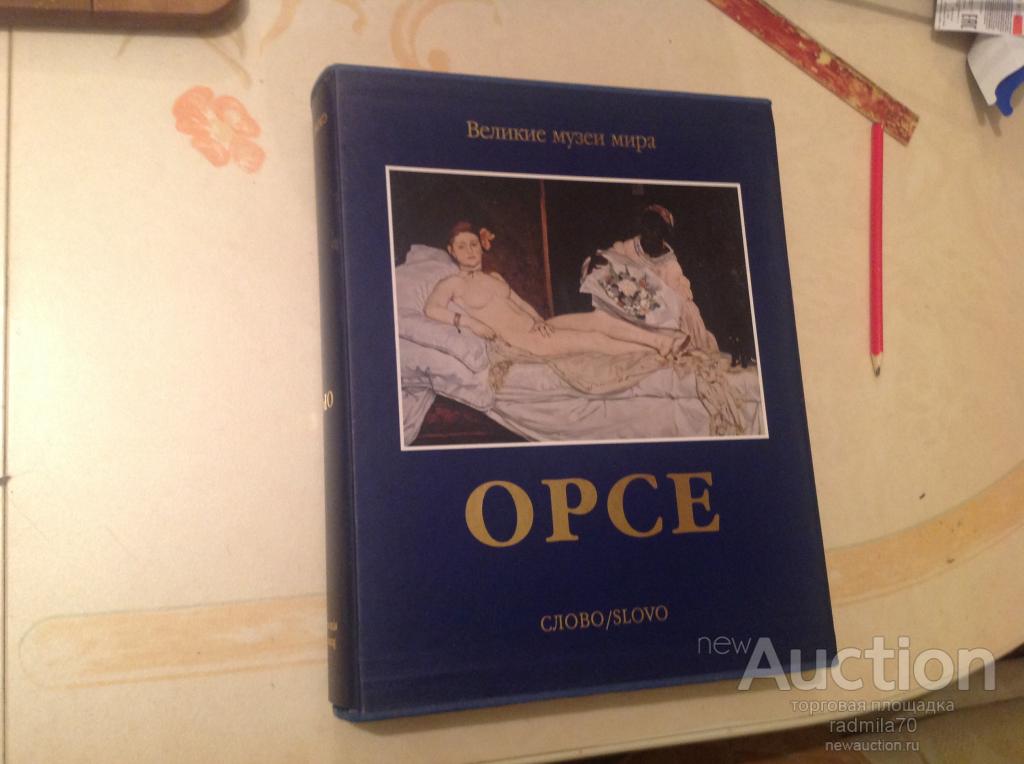 Великие музеи мира
ОРСЕ
СЛОВО/SLOVO
newAuction
торговая площадка
radmila70
newauction.ru